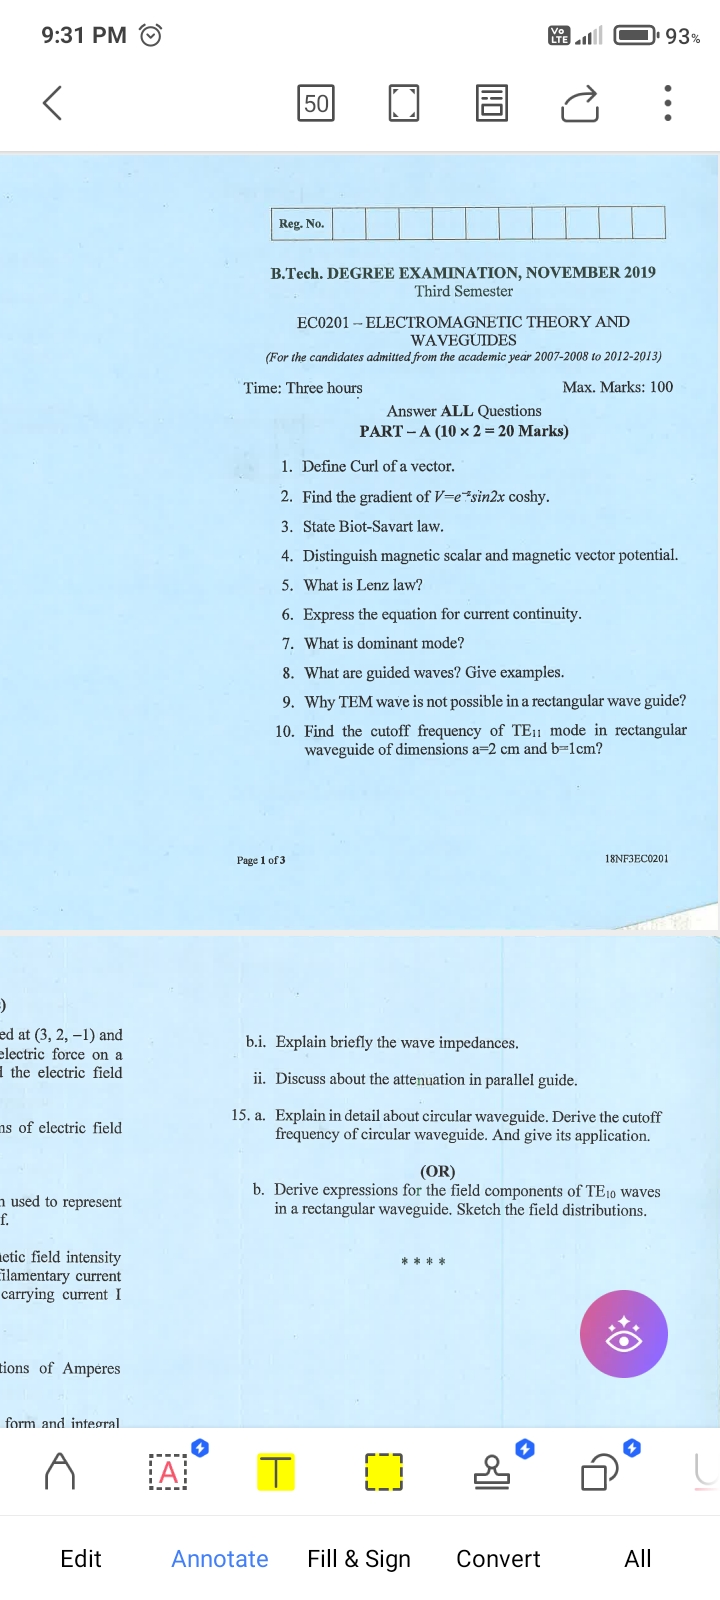 9:31 PM
Vo LTE
93%
50
Reg. No.
B.Tech. DEGREE EXAMINATION, NOVEMBER 2019
Third Semester
EC0201 – ELECTROMAGNETIC THEORY AND
WAVEGUIDES
(For the candidates admitted from the academic year 2007-2008 to 2012-2013)
Time: Three hours Max. Marks: 100
Answer ALL Questions
PART – A (10 × 2 = 20 Marks)
1. Define Curl of a vector.
2. Find the gradient of V=e⁻ᶻsin2x coshy.
3. State Biot-Savart law.
4. Distinguish magnetic scalar and magnetic vector potential.
5. What is Lenz law?
6. Express the equation for current continuity.
7. What is dominant mode?
8. What are guided waves? Give examples.
9. Why TEM wave is not possible in a rectangular wave guide?
10. Find the cutoff frequency of TE₁₁ mode in rectangular
waveguide of dimensions a=2 cm and b=1cm?
Page 1 of 3 18NF3EC0201
)
ed at (3, 2, –1) and
electric force on a
the electric field
ns of electric field
n used to represent
f.
netic field intensity
filamentary current
carrying current I
tions of Amperes
form and integral
b.i. Explain briefly the wave impedances.
ii. Discuss about the attenuation in parallel guide.
15. a. Explain in detail about circular waveguide. Derive the cutoff
frequency of circular waveguide. And give its application.
(OR)
b. Derive expressions for the field components of TE₁₀ waves
in a rectangular waveguide. Sketch the field distributions.
* * * *
A
T
Edit Annotate Fill & Sign Convert All